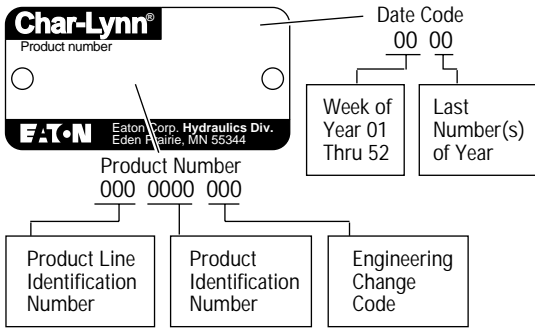 Char-Lynn®
Product number
EATON Eaton Corp. Hydraulics Div.
Eden Prairie, MN 55344
Date Code
00 00
Week of
Year 01
Thru 52
Last
Number(s)
of Year
Product Number
000 0000 000
Product Line
Identification
Number
Product
Identification
Number
Engineering
Change
Code